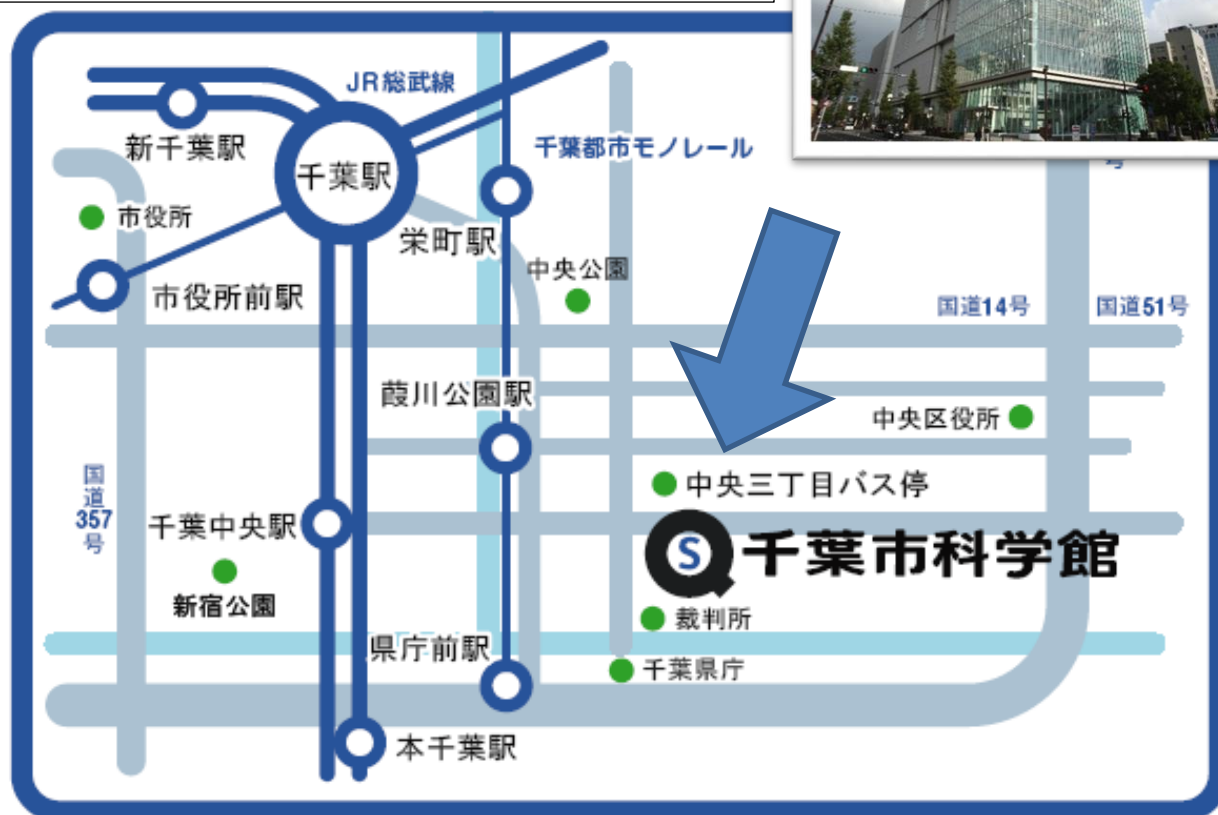 JR総武線
新千葉駅
千葉駅
千葉都市モノレール
号
市役所
栄町駅
中央公園
市役所前駅
国道14号
国道51号
葭川公園駅
中央区役所
国道357号
中央三丁目バス停
千葉中央駅
S
千葉市科学館
新宿公園
裁判所
県庁前駅
千葉県庁
本千葉駅